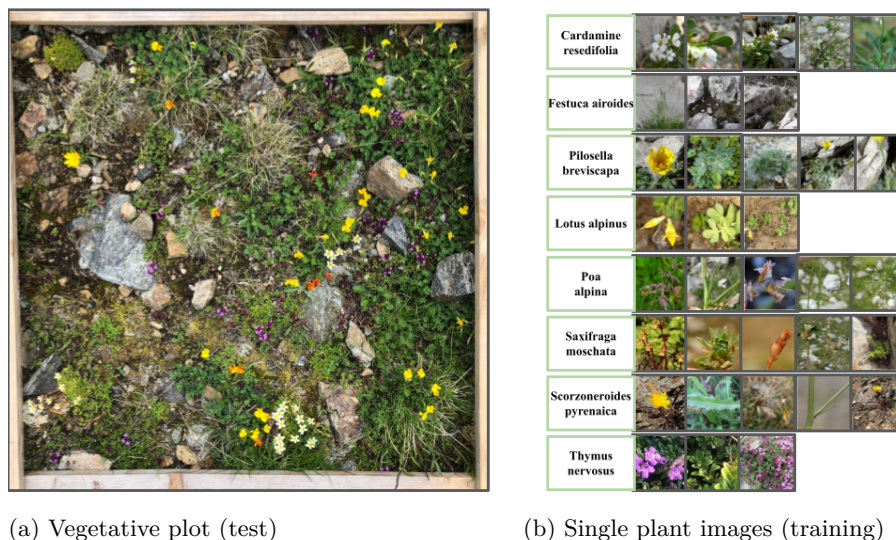 Cardamine
resedifolia
Festuca airoides
Pilosella
breviscapa
Lotus alpinus
Poa
alpina
Saxifraga
moschata
Scorzoneroides
pyrenaica
Thymus
nervosus
(a) Vegetative plot (test)
(b) Single plant images (training)